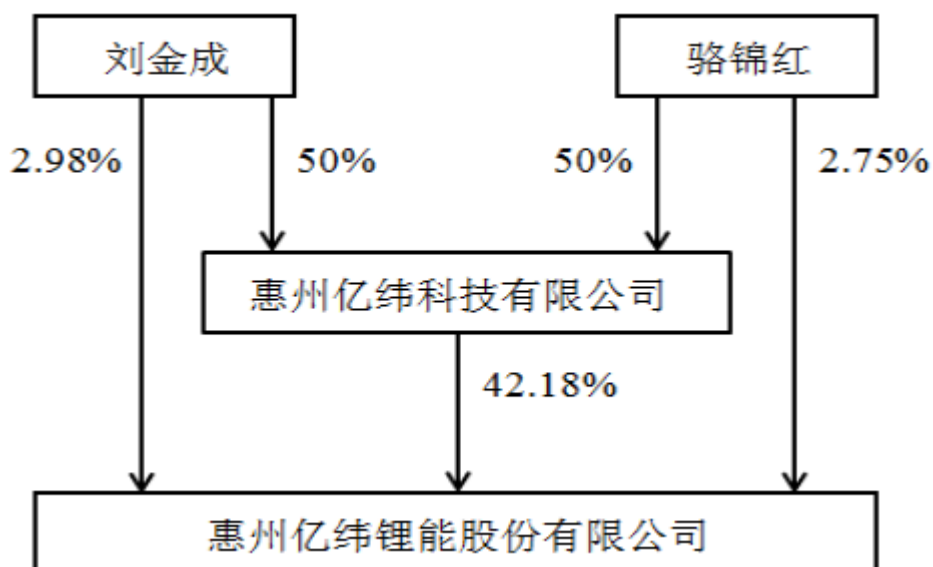 刘金成
骆锦红
2.98%
50%
50%
2.75%
惠州亿纬科技有限公司
42.18%
惠州亿纬锂能股份有限公司